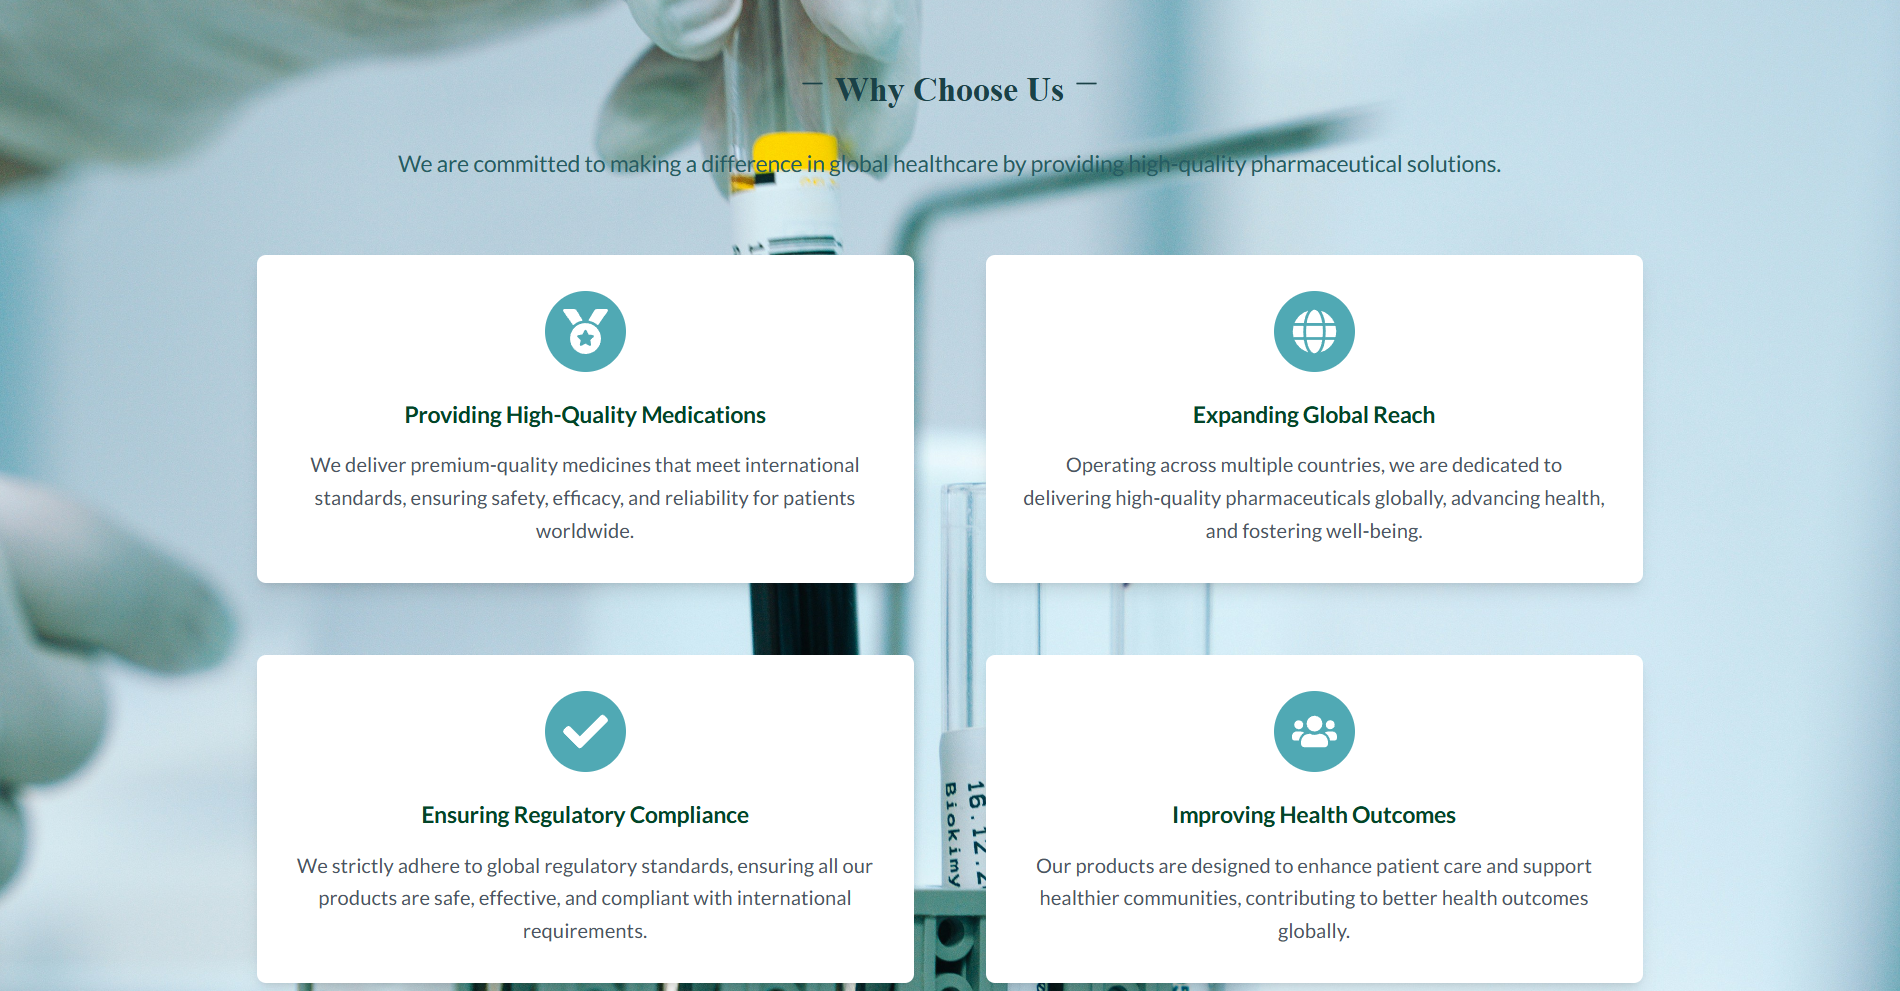 — Why Choose Us —
We are committed to making a difference in global healthcare by providing high-quality pharmaceutical solutions.
Providing High-Quality Medications
We deliver premium-quality medicines that meet international
standards, ensuring safety, efficacy, and reliability for patients
worldwide.
Expanding Global Reach
Operating across multiple countries, we are dedicated to
delivering high-quality pharmaceuticals globally, advancing health,
and fostering well-being.
Ensuring Regulatory Compliance
We strictly adhere to global regulatory standards, ensuring all our
products are safe, effective, and compliant with international
requirements.
Improving Health Outcomes
Our products are designed to enhance patient care and support
healthier communities, contributing to better health outcomes
globally.
16.12.2
Biokimy